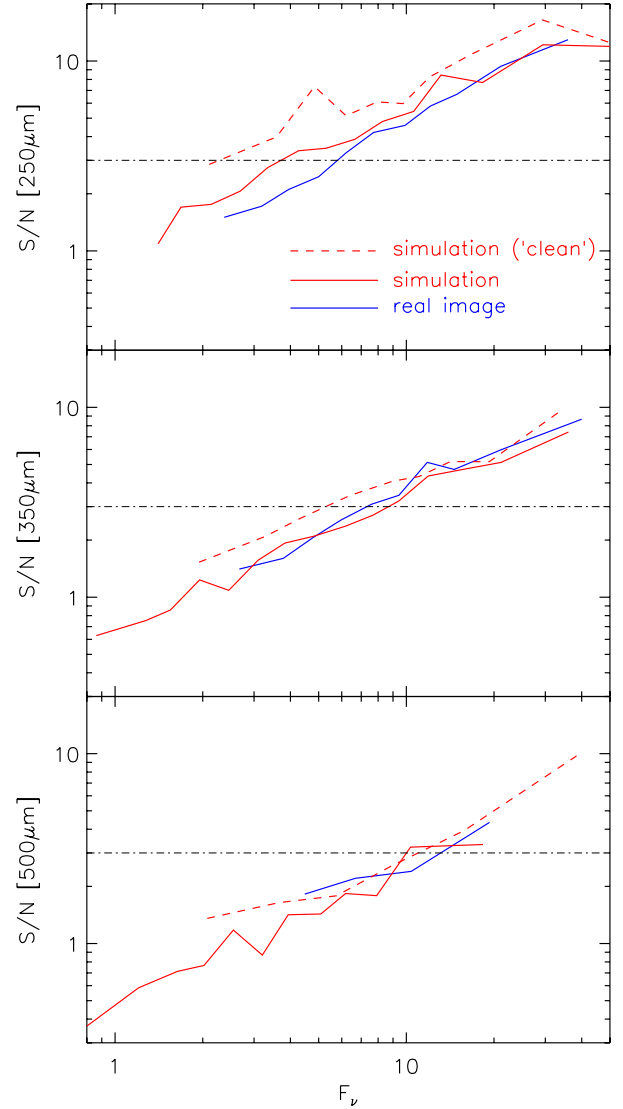 10
1
S/N [250μm]
simulation ('clean')
simulation
real image
10
1
S/N [350μm]
10
1
S/N [500μm]
1 10
F_ν